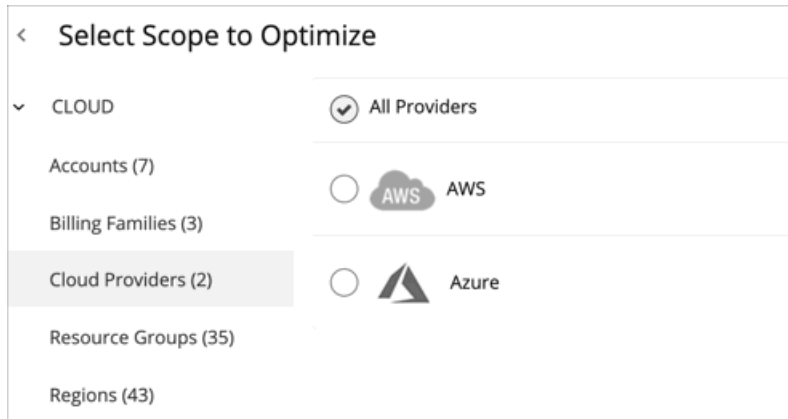 Select Scope to Optimize
CLOUD
Accounts (7)
Billing Families (3)
Cloud Providers (2)
Resource Groups (35)
Regions (43)
All Providers
AWS AWS
Azure